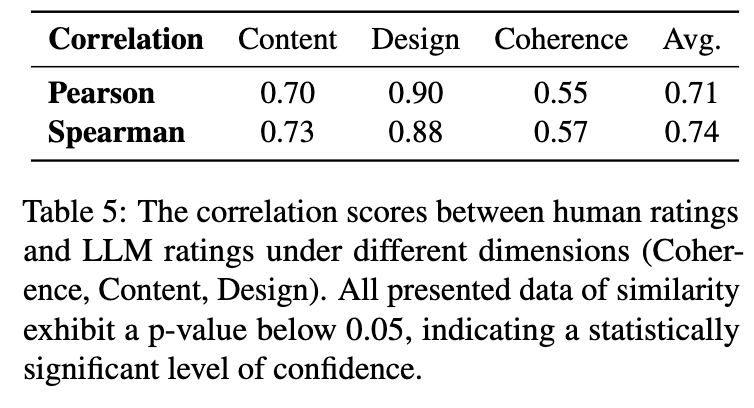 Correlation Content Design Coherence Avg.
Pearson 0.70 0.90 0.55 0.71
Spearman 0.73 0.88 0.57 0.74
Table 5: The correlation scores between human ratings
and LLM ratings under different dimensions (Coher-
ence, Content, Design). All presented data of similarity
exhibit a p-value below 0.05, indicating a statistically
significant level of confidence.